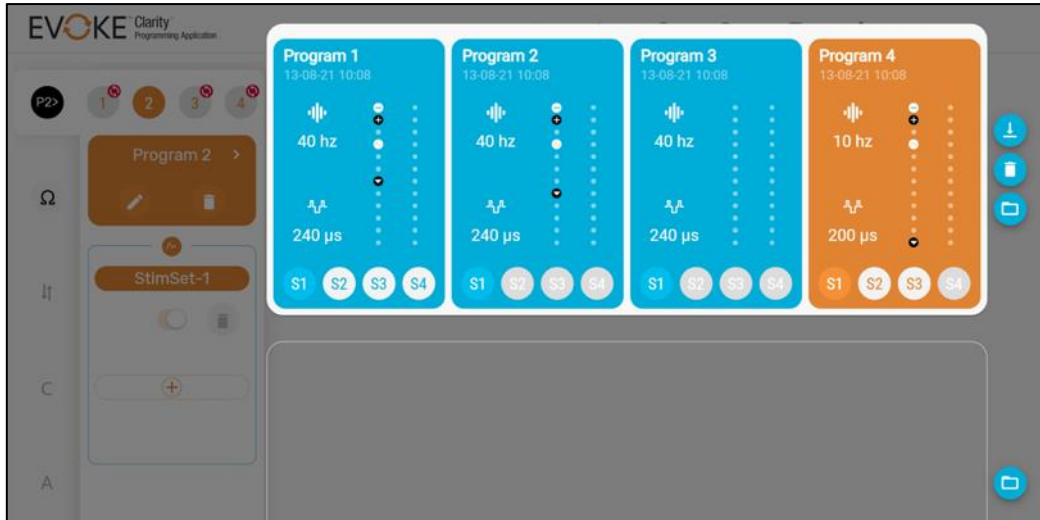 EVOKE Clarity
Programming Application
P2>
1 2 3 4
Program 2 >
StimSet-1
Ω
C
A
Program 1
13-08-21 10:08
40 hz
240 µs
S1 S2 S3 S4
Program 2
13-08-21 10:08
40 hz
240 µs
S1 S2 S3 S4
Program 3
13-08-21 10:08
40 hz
240 µs
S1 S2 S3 S4
Program 4
13-08-21 10:08
10 hz
200 µs
S1 S2 S3 S4